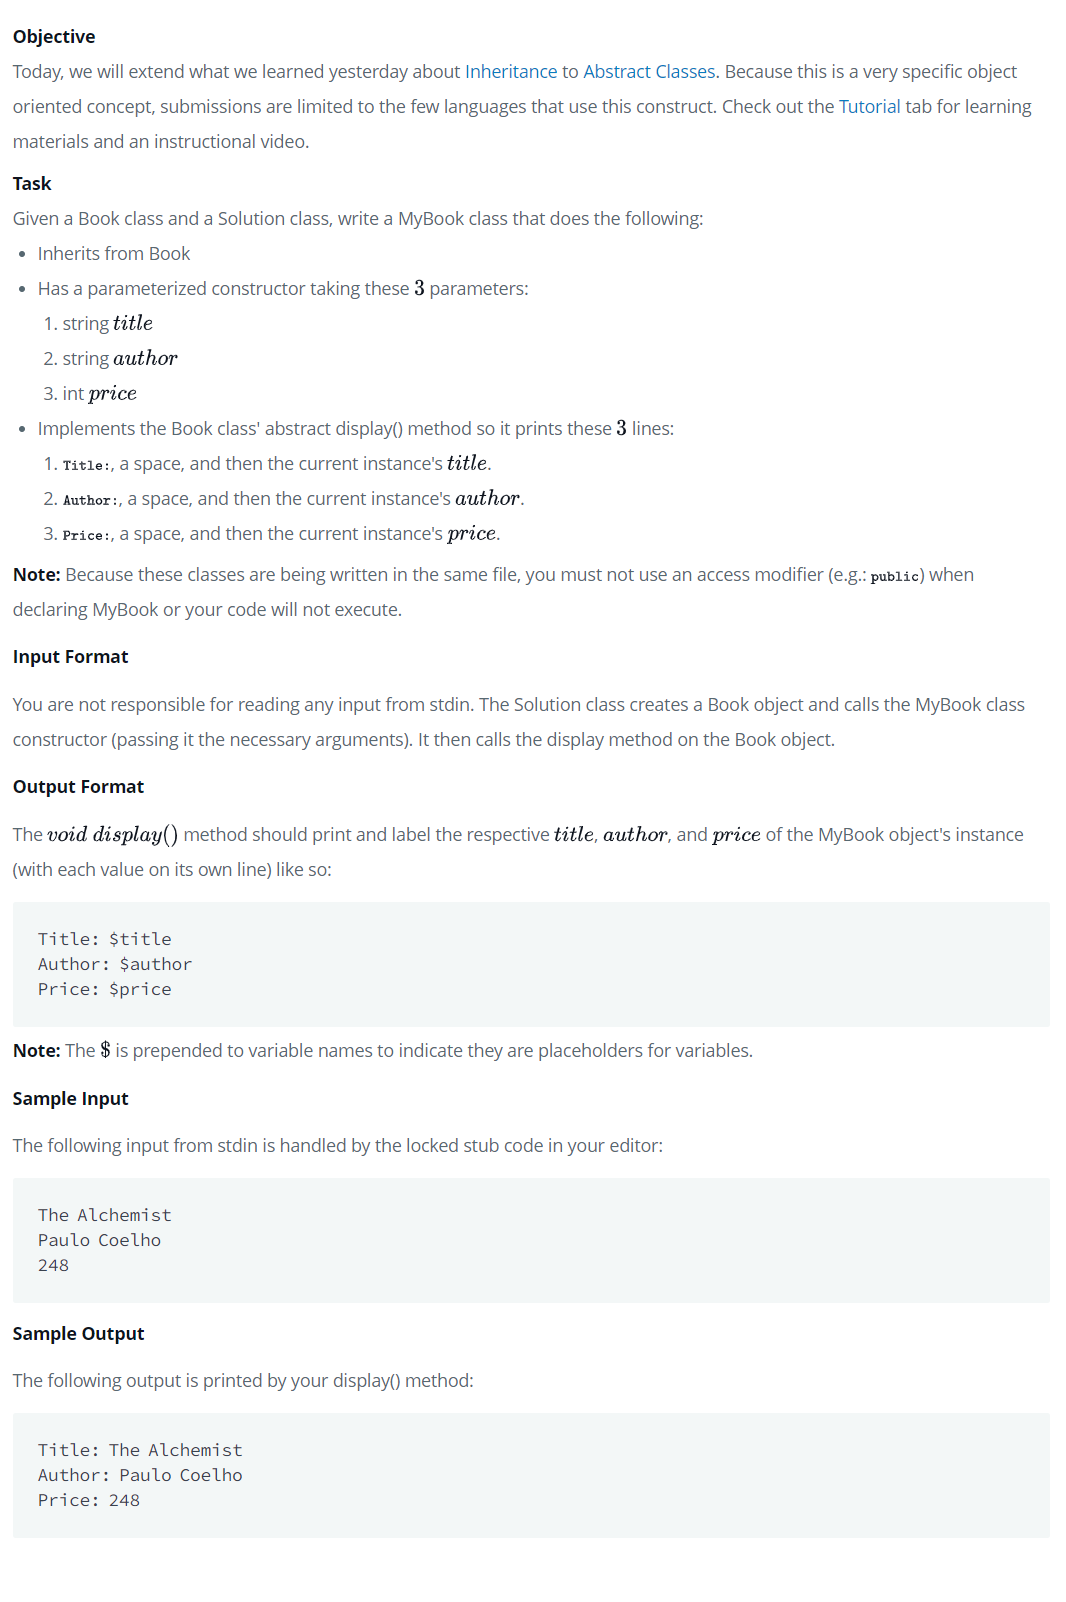 Objective
Today, we will extend what we learned yesterday about Inheritance to Abstract Classes. Because this is a very specific object
oriented concept, submissions are limited to the few languages that use this construct. Check out the Tutorial tab for learning
materials and an instructional video.
Task
Given a Book class and a Solution class, write a MyBook class that does the following:
• Inherits from Book
• Has a parameterized constructor taking these 3 parameters:
1. string title
2. string author
3. int price
• Implements the Book class' abstract display() method so it prints these 3 lines:
1. Title:, a space, and then the current instance's title.
2. Author:, a space, and then the current instance's author.
3. Price:, a space, and then the current instance's price.
Note: Because these classes are being written in the same file, you must not use an access modifier (e.g.: public) when
declaring MyBook or your code will not execute.
Input Format
You are not responsible for reading any input from stdin. The Solution class creates a Book object and calls the MyBook class
constructor (passing it the necessary arguments). It then calls the display method on the Book object.
Output Format
The void display() method should print and label the respective title, author, and price of the MyBook object's instance
(with each value on its own line) like so:
Title: $title
Author: $author
Price: $price
Note: The $ is prepended to variable names to indicate they are placeholders for variables.
Sample Input
The following input from stdin is handled by the locked stub code in your editor:
The Alchemist
Paulo Coelho
248
Sample Output
The following output is printed by your display() method:
Title: The Alchemist
Author: Paulo Coelho
Price: 248